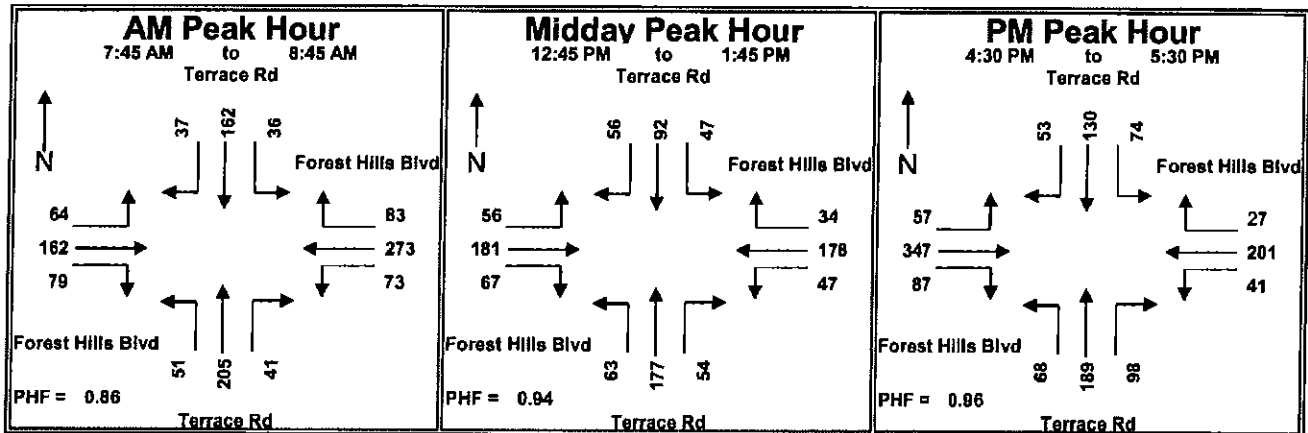 AM Peak Hour
7:45 AM to 8:45 AM
Terrace Rd
37 162 36
N
Forest Hills Blvd
64 83
162 273
79 73
Forest Hills Blvd
51 205 41
PHF = 0.86
Terrace Rd
Midday Peak Hour
12:45 PM to 1:45 PM
Terrace Rd
56 92 47
N
Forest Hills Blvd
56 34
181 178
67 47
Forest Hills Blvd
63 177 54
PHF = 0.94
Terrace Rd
PM Peak Hour
4:30 PM to 5:30 PM
Terrace Rd
53 130 74
N
Forest Hills Blvd
57 27
347 201
87 41
Forest Hills Blvd
68 189 98
PHF = 0.96
Terrace Rd